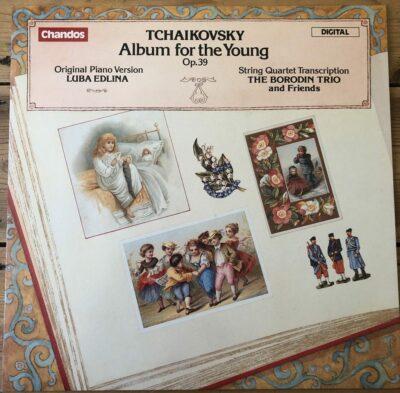 Chandos
TCHAIKOVSKY
DIGITAL
Album for the Young
Op.39
Original Piano Version
LUBA EDLINA
String Quartet Transcription
THE BORODIN TRIO
and Friends